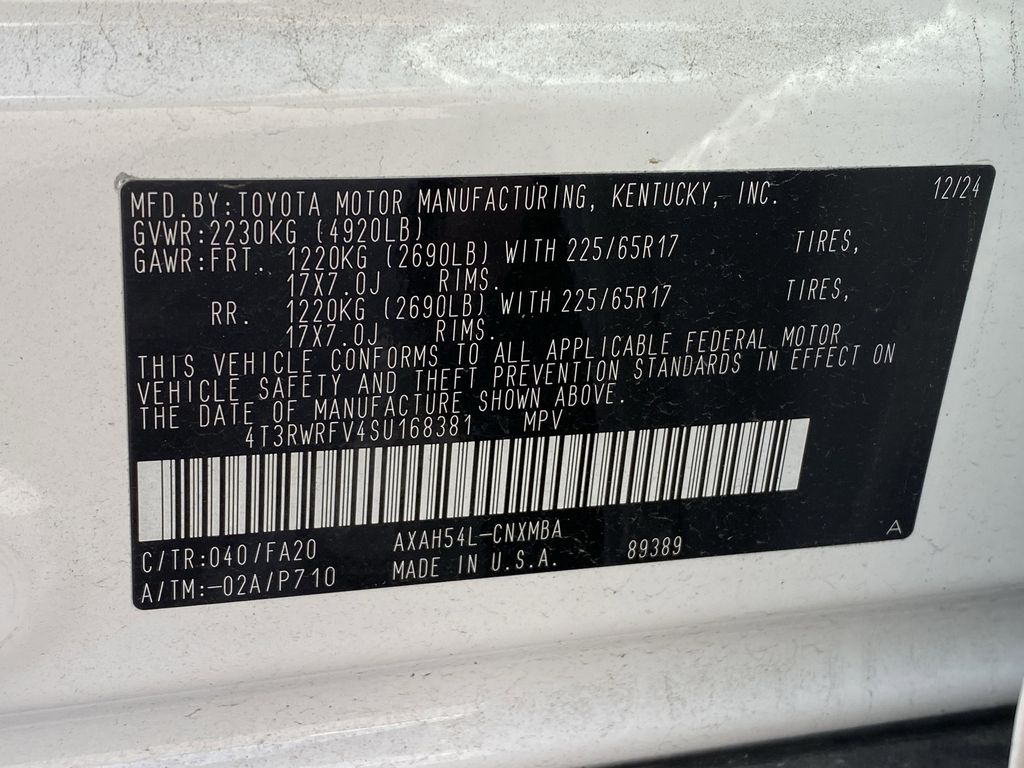 MFD.BY:TOYOTA MOTOR MANUFACTURING, KENTUCKY, INC. 12/24
GVWR:2230KG (4920LB)
GAWR:FRT. 1220KG (2690LB) WITH 225/65R17 TIRES,
17X7.0J RIMS.
RR. 1220KG (2690LB) WITH 225/65R17 TIRES,
17X7.0J RIMS.
THIS VEHICLE CONFORMS TO ALL APPLICABLE FEDERAL MOTOR
VEHICLE SAFETY AND THEFT PREVENTION STANDARDS IN EFFECT ON
THE DATE OF MANUFACTURE SHOWN ABOVE.
4T3RWRFV4SU168381 MPV
C/TR:040/FA20 AXAH54L-CNXMBA A
A/TM:-02A/P710 MADE IN U.S.A. 89389